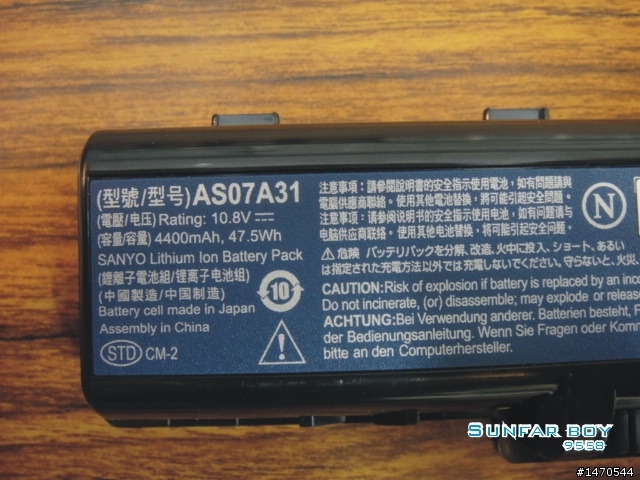 (型號/型号)AS07A31
(電壓/电压) Rating: 10.8V
(容量/容量) 4400mAh, 47.5Wh
SANYO Lithium Ion Battery Pack
(鋰離子電池組/锂离子电池组)
(中國製造/中国制造)
Battery cell made in Japan
Assembly in China
STD CM-2
10
注意事項：請參閱說明書的安全指示使用電池，如有問題請與
電腦供應商聯絡。使用其他電池替換，將可能引起安全問題。
注意事项：请参阅说明书的安全指示使用电池，如有问题请与
电脑供应商联络。使用其他电池替换，将可能引起安全问题。
危険 バッテリパックを分解、改造、火中に投入、ショート、あるい
は指定された充電方法以外では充電しないでください。守らないと、火災、
CAUTION:Risk of explosion if battery is replaced by an inco
Do not incinerate, (or) disassemble; may explode or release
ACHTUNG:Bei Verwendung anderer. Batterien besteht, F
der Bedienungsanleitung. Wenn Sie Fragen oder Kom
bitte an den Computerhersteller.
N
SUNFAR BOY
9558
#1470544